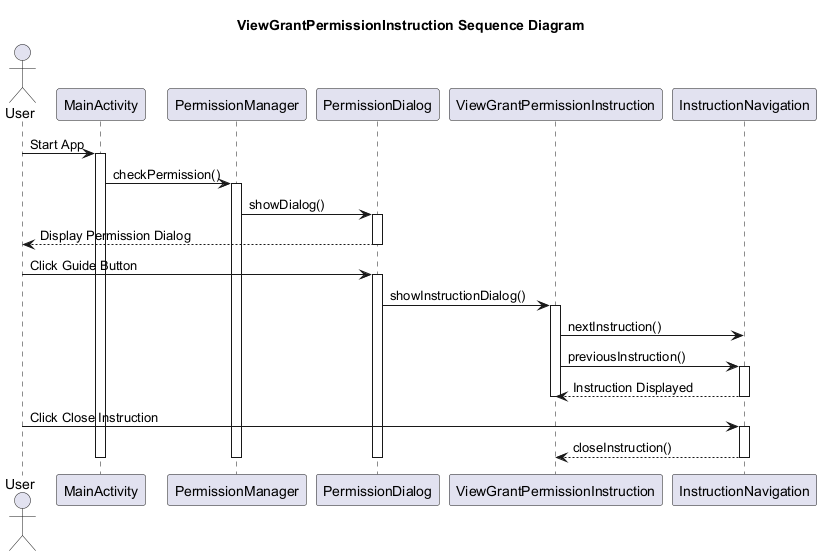 ViewGrantPermissionInstruction Sequence Diagram
User
MainActivity
PermissionManager
PermissionDialog
ViewGrantPermissionInstruction
InstructionNavigation
Start App
checkPermission()
showDialog()
Display Permission Dialog
Click Guide Button
showInstructionDialog()
nextInstruction()
previousInstruction()
Instruction Displayed
Click Close Instruction
closeInstruction()
User
MainActivity
PermissionManager
PermissionDialog
ViewGrantPermissionInstruction
InstructionNavigation